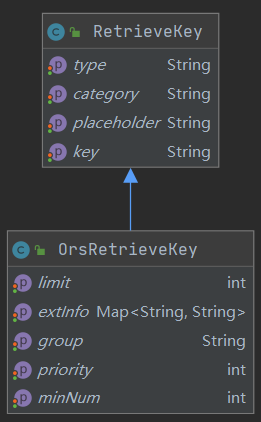 RetrieveKey
type String
category String
placeholder String
key String
OrsRetrieveKey
limit int
extInfo Map<String, String>
group String
priority int
minNum int